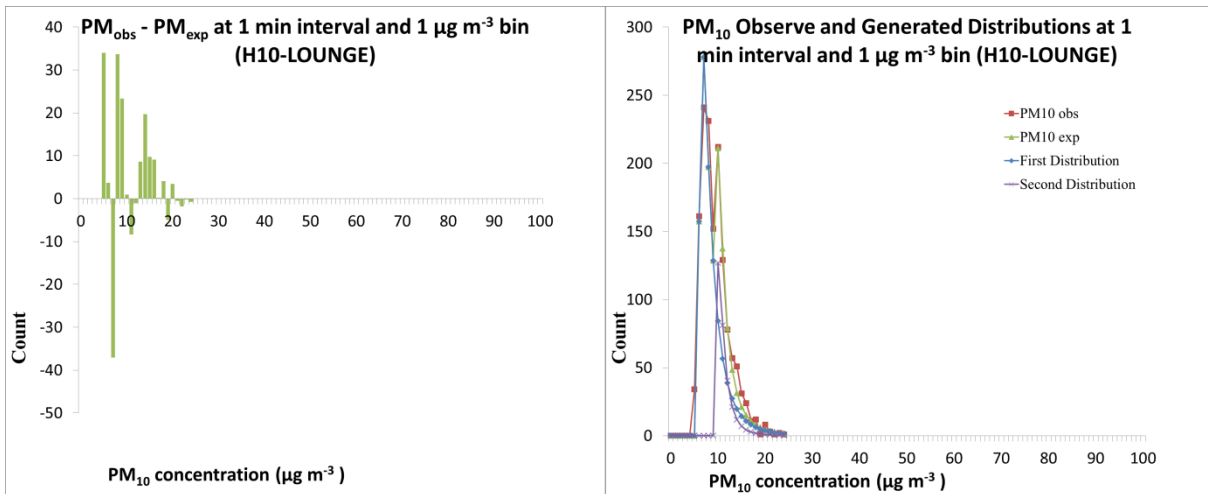 PM_obs - PM_exp at 1 min interval and 1 µg m⁻³ bin
(H10-LOUNGE)
40
30
20
10
0
-10
-20
-30
-40
-50
0 10 20 30 40 50 60 70 80 90 100
Count
PM₁₀ concentration (µg m⁻³ )
PM₁₀ Observe and Generated Distributions at 1
min interval and 1 µg m⁻³ bin (H10-LOUNGE)
300
250
200
150
100
50
0
PM10 obs
PM10 exp
First Distribution
Second Distribution
0 10 20 30 40 50 60 70 80 90 100
Count
PM₁₀ concentration (µg m⁻³ )